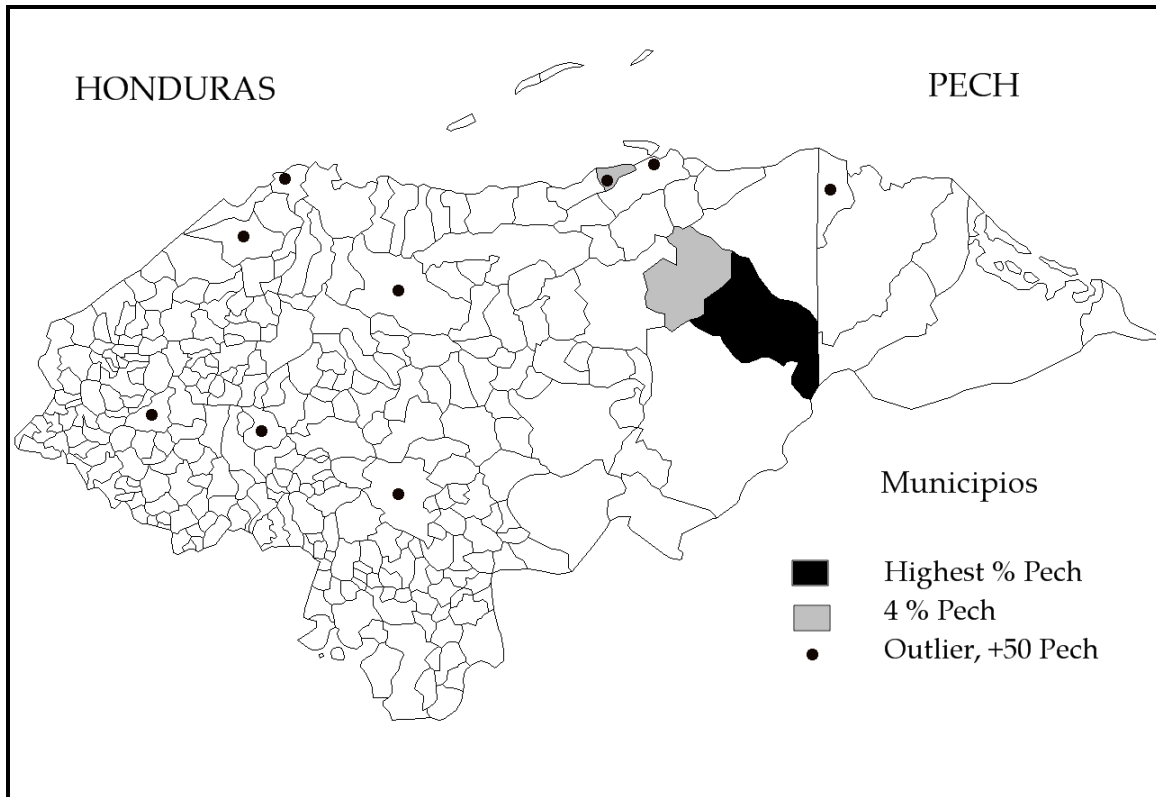 HONDURAS
PECH
Municipios
Highest % Pech
4 % Pech
Outlier, +50 Pech